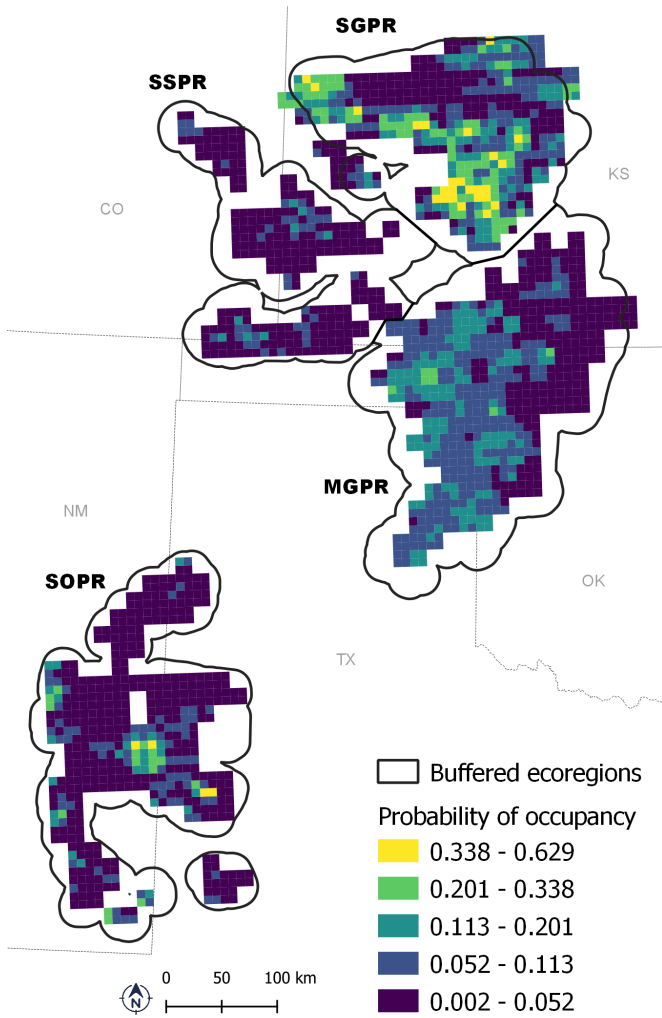 SGPR
SSPR
KS
CO
MGPR
NM
SOPR
OK
TX
Buffered ecoregions
Probability of occupancy
0.338 - 0.629
0.201 - 0.338
0.113 - 0.201
0.052 - 0.113
0.002 - 0.052
0 50 100 km
N